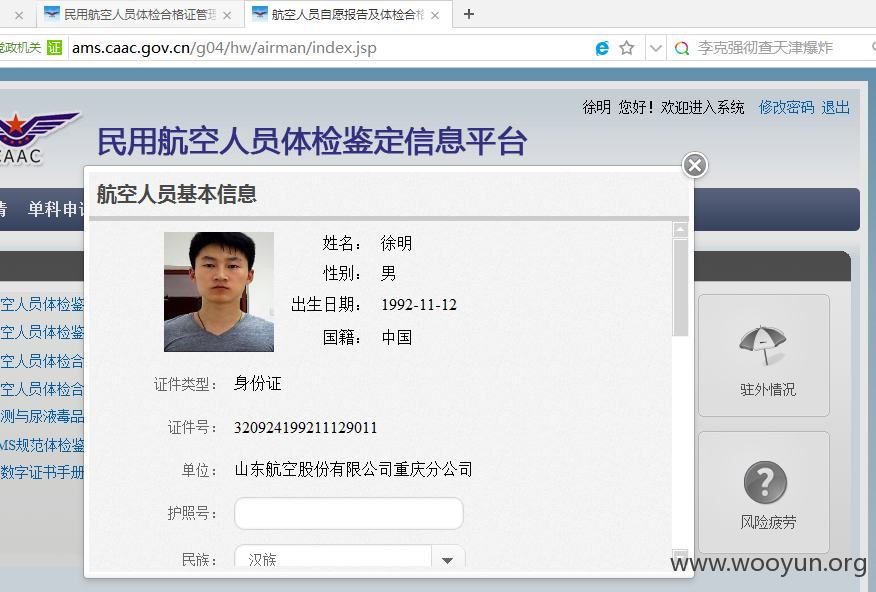 民用航空人员体检合格证管理
航空人员自愿报告及体检合格
党政机关 证 ams.caac.gov.cn/g04/hw/airman/index.jsp 李克强彻查天津爆炸
徐明 您好！欢迎进入系统 修改密码 退出
CAAC
民用航空人员体检鉴定信息平台
航空人员基本信息
情 单科申请
姓名： 徐明
性别： 男
出生日期： 1992-11-12
国籍： 中国
证件类型： 身份证
证件号： 320924199211129011
单位： 山东航空股份有限公司重庆分公司
护照号：
民族： 汉族
空人员体检鉴
空人员体检鉴
空人员体检合
空人员体检合
测与尿液毒品
MS规范体检鉴
数字证书手册
驻外情况
风险疲劳
www.wooyun.org